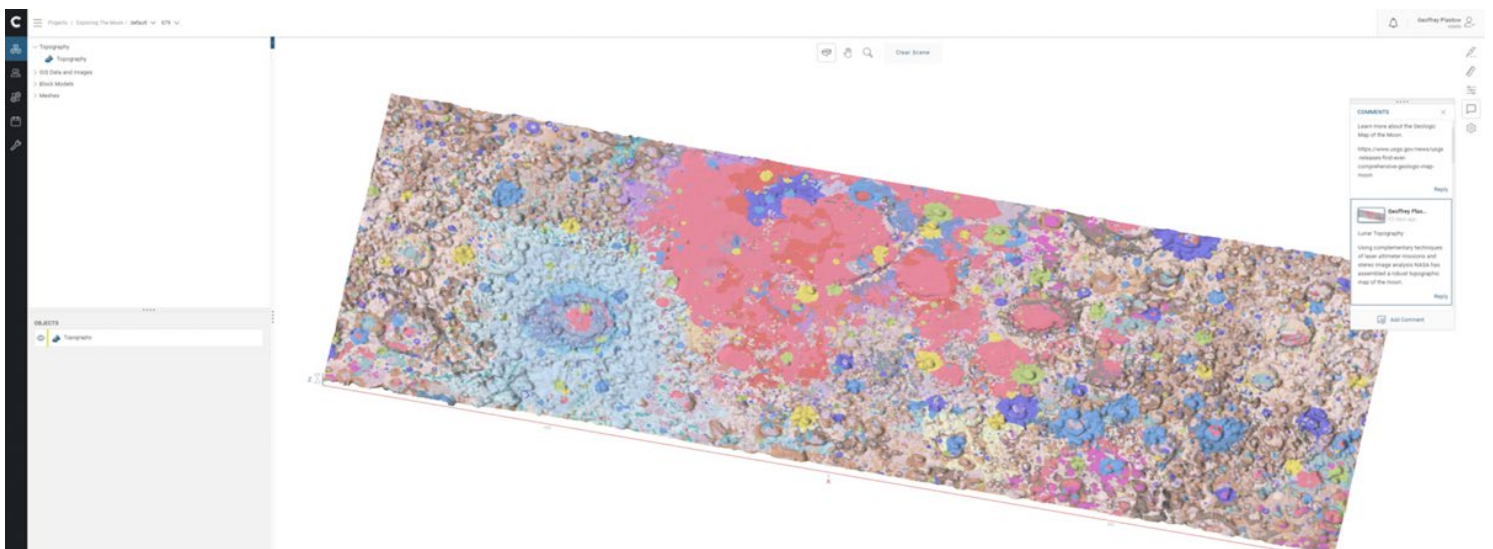 C
Projects / Exploring The Moon / default 679
Geoffrey Plastow
Topography
Topography
GIS Data and Images
Block Models
Meshes
Clear Scene
COMMENTS
Learn more about the Geologic
Map of the Moon.
https://www.usgs.gov/news/usgs
-releases-first-ever-
comprehensive-geologic-map-
moon
Reply
Geoffrey Plas...
Lunar Topography
Using complementary techniques
of laser altimeter missions and
stereo image analysis NASA has
assembled a robust topographic
map of the moon.
Reply
Add Comment
OBJECTS
Topography
Z
X